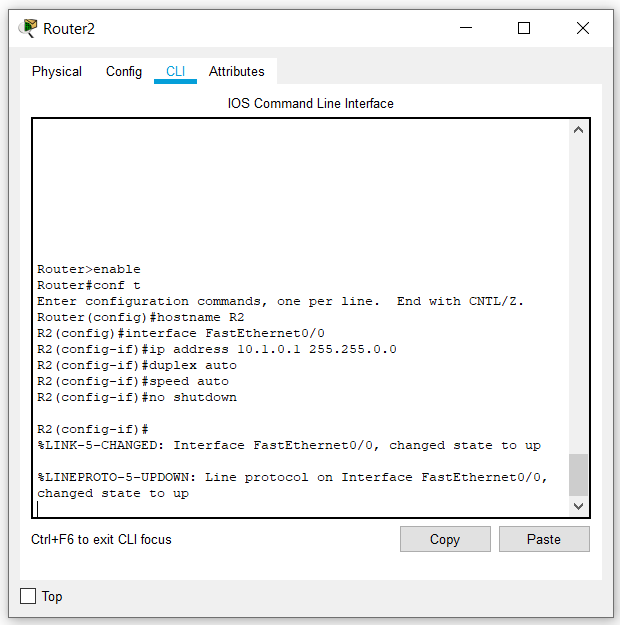 Router2
Physical Config CLI Attributes
IOS Command Line Interface
Router>enable
Router#conf t
Enter configuration commands, one per line.  End with CNTL/Z.
Router(config)#hostname R2
R2(config)#interface FastEthernet0/0
R2(config-if)#ip address 10.1.0.1 255.255.0.0
R2(config-if)#duplex auto
R2(config-if)#speed auto
R2(config-if)#no shutdown
R2(config-if)#
%LINK-5-CHANGED: Interface FastEthernet0/0, changed state to up
%LINEPROTO-5-UPDOWN: Line protocol on Interface FastEthernet0/0,
changed state to up
Ctrl+F6 to exit CLI focus
Copy
Paste
Top